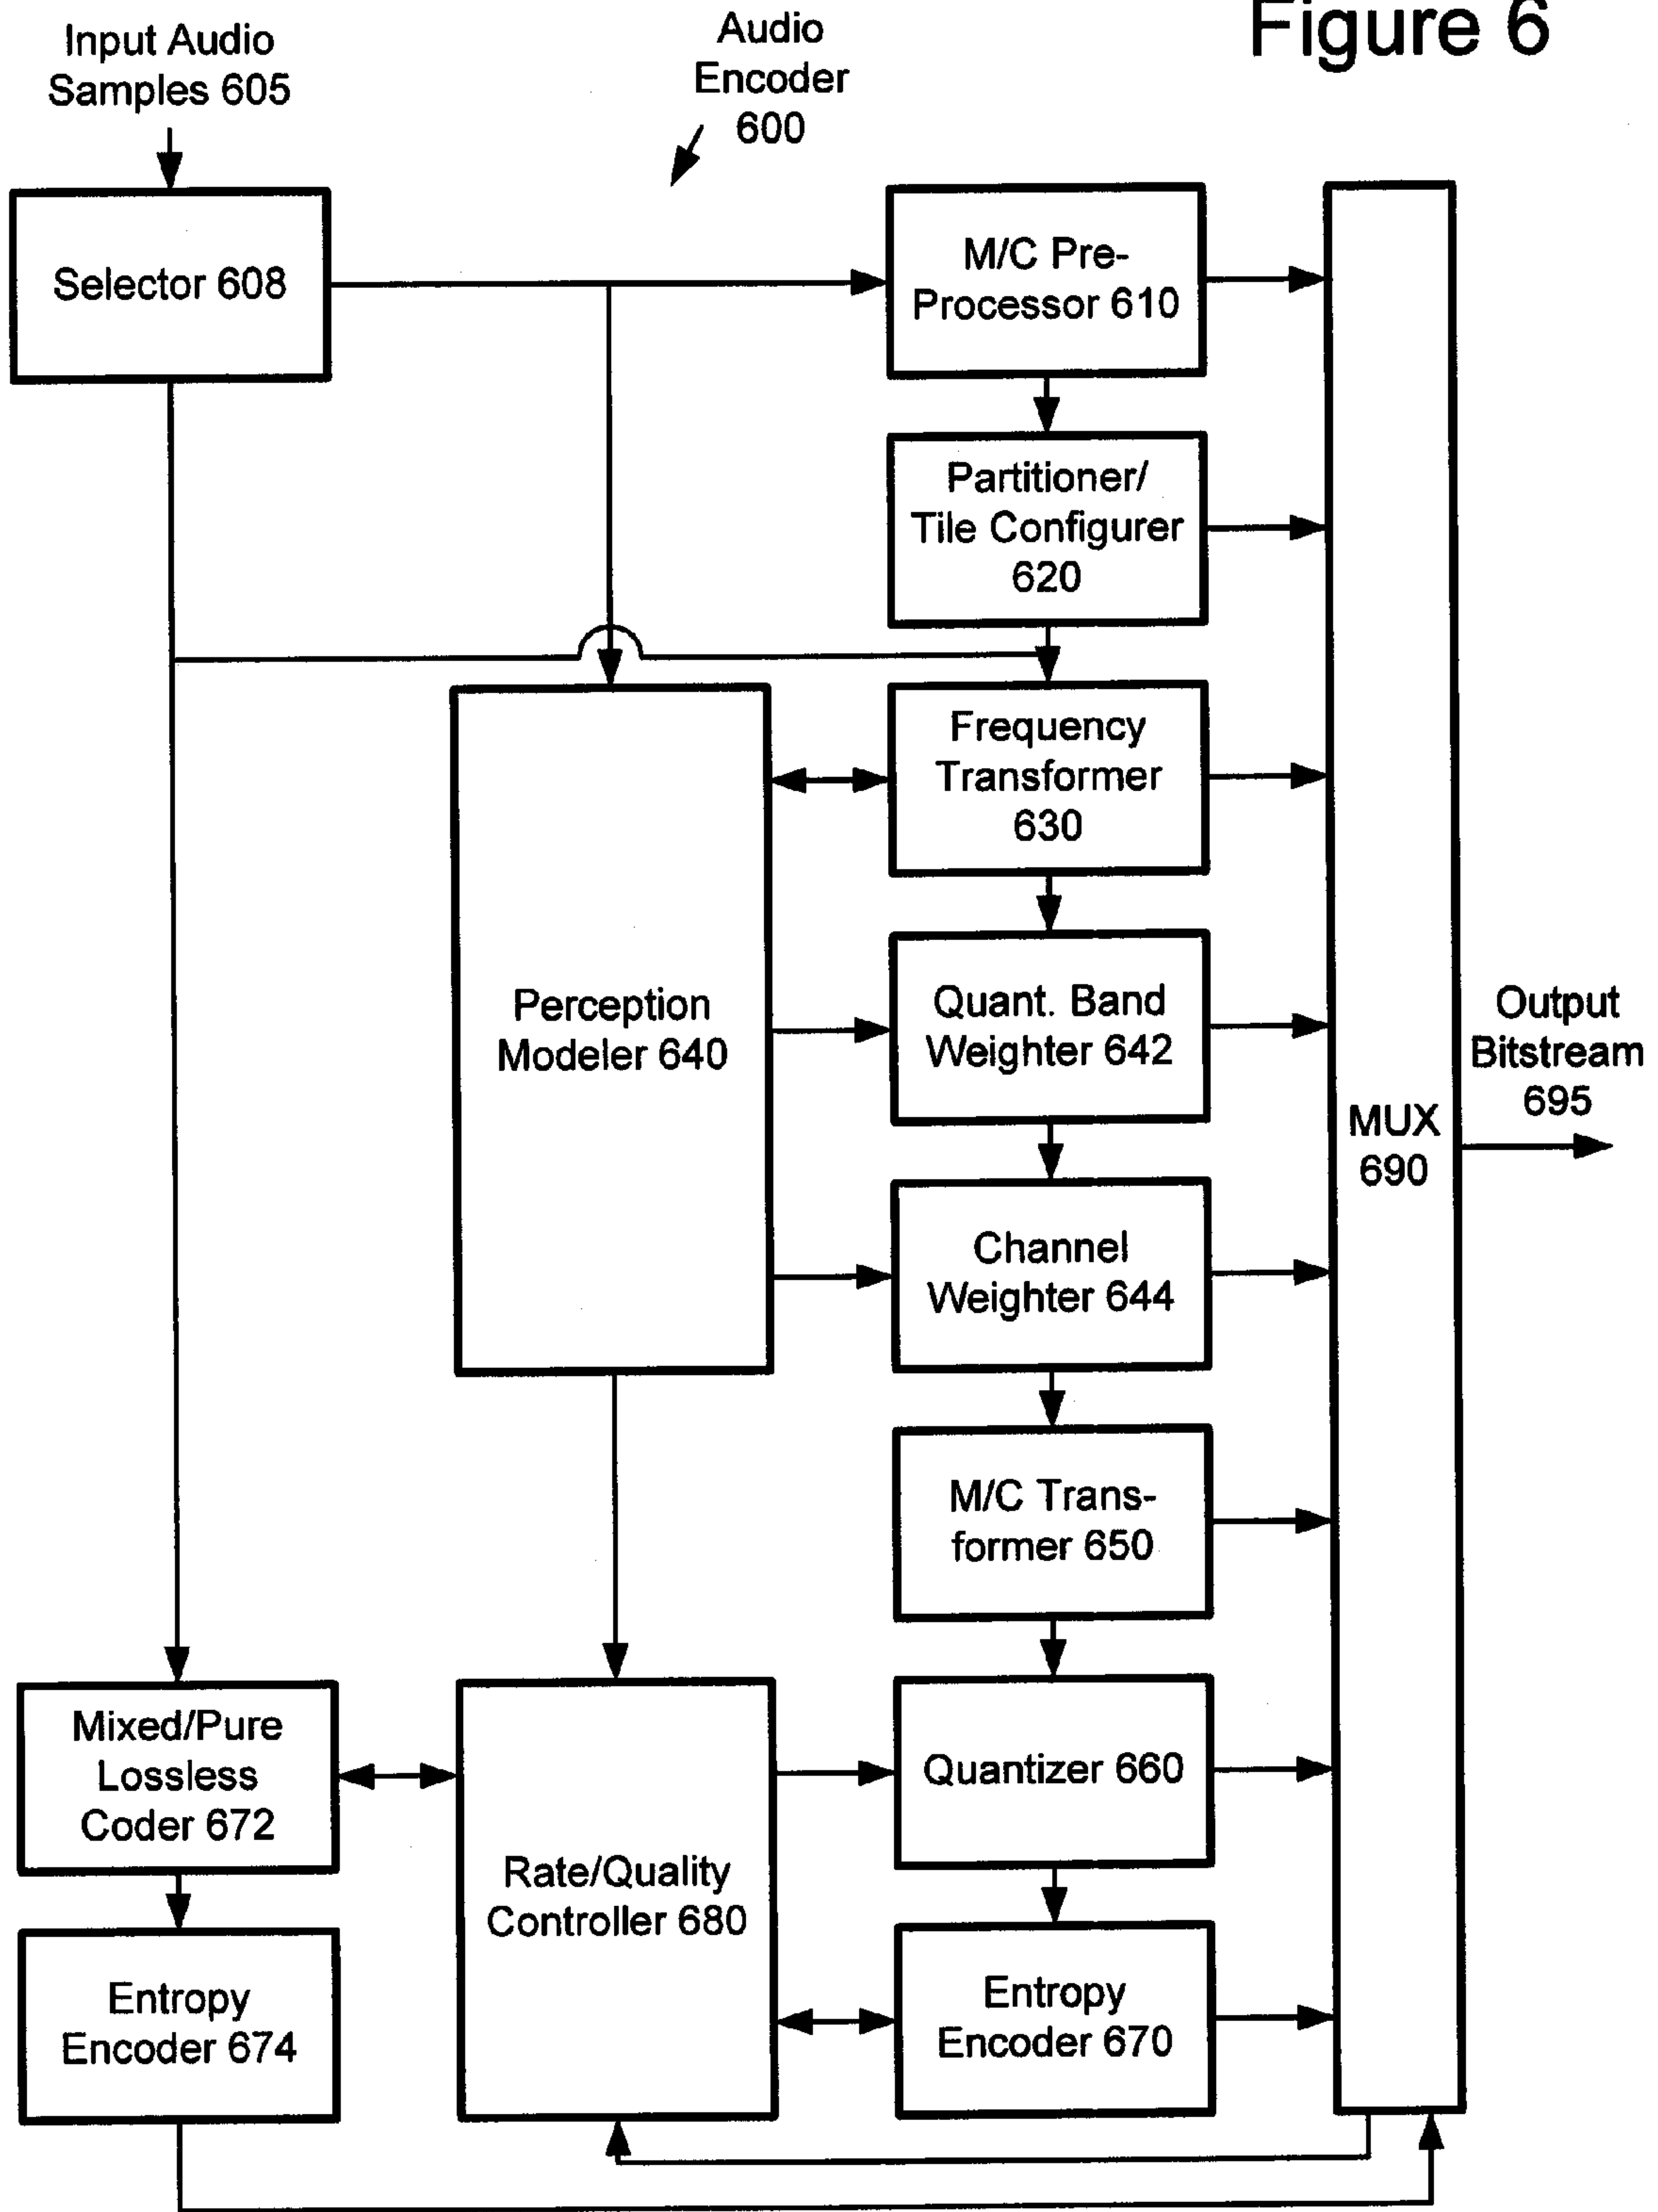 Figure 6
Input Audio
Samples 605
Audio
Encoder
600
Selector 608
M/C Pre-
Processor 610
Partitioner/
Tile Configurer
620
Frequency
Transformer
630
Perception
Modeler 640
Quant. Band
Weighter 642
Channel
Weighter 644
M/C Trans-
former 650
MUX
690
Output
Bitstream
695
Mixed/Pure
Lossless
Coder 672
Rate/Quality
Controller 680
Quantizer 660
Entropy
Encoder 674
Entropy
Encoder 670